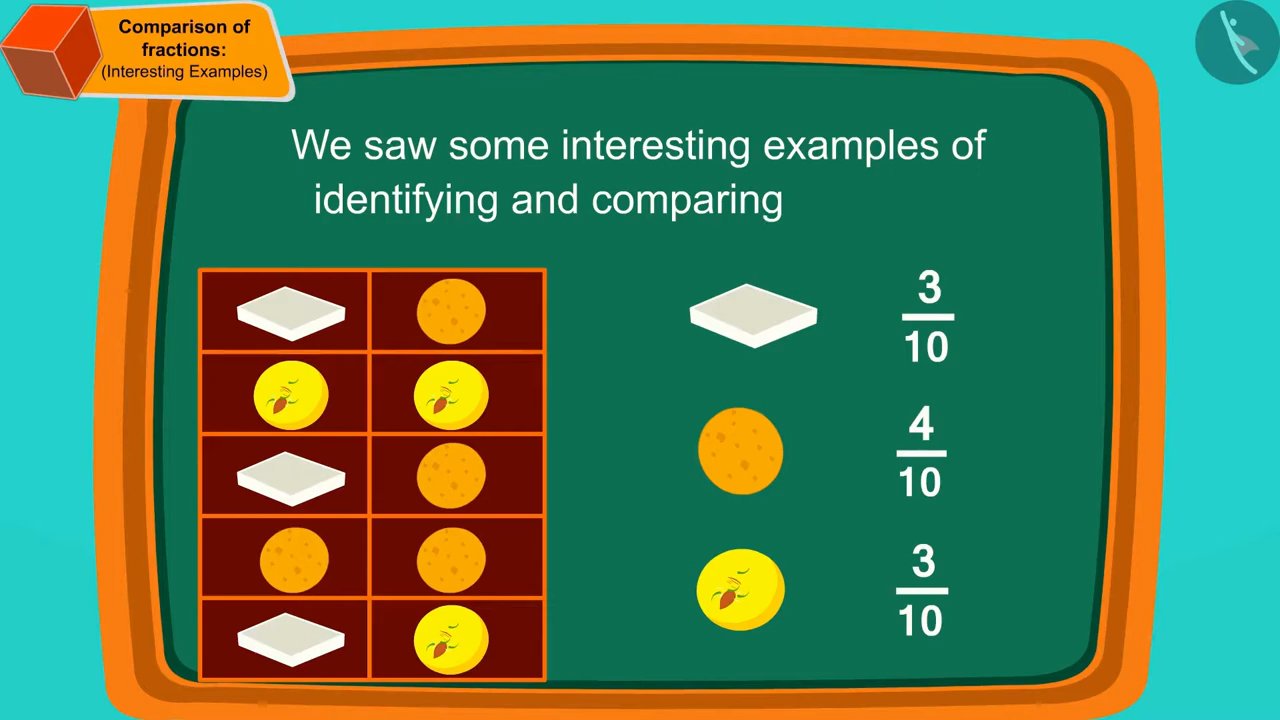 Comparison of
fractions:
(Interesting Examples)
We saw some interesting examples of
identifying and comparing
3
10
4
10
3
10